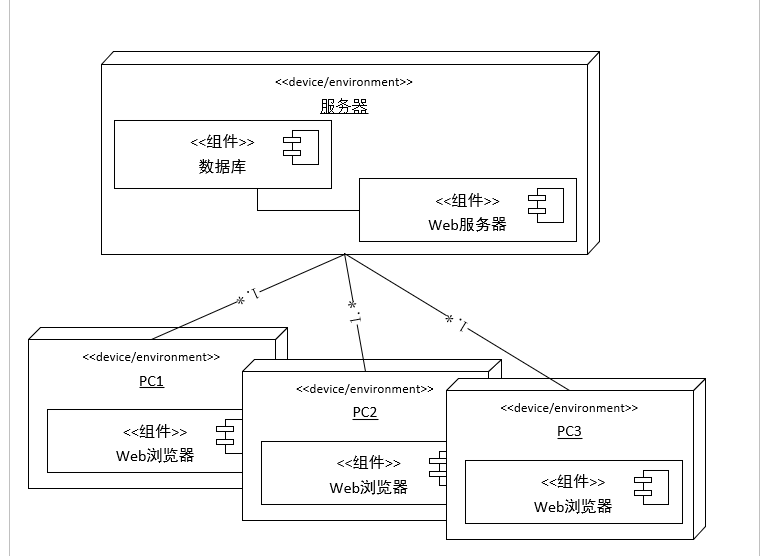 <<device/environment>>
服务器
<<组件>>
数据库
<<组件>>
Web服务器
1..*
1..*
1..*
<<device/environment>>
PC1
<<组件>>
Web浏览器
<<device/environment>>
PC2
<<组件>>
Web浏览器
<<device/environment>>
PC3
<<组件>>
Web浏览器